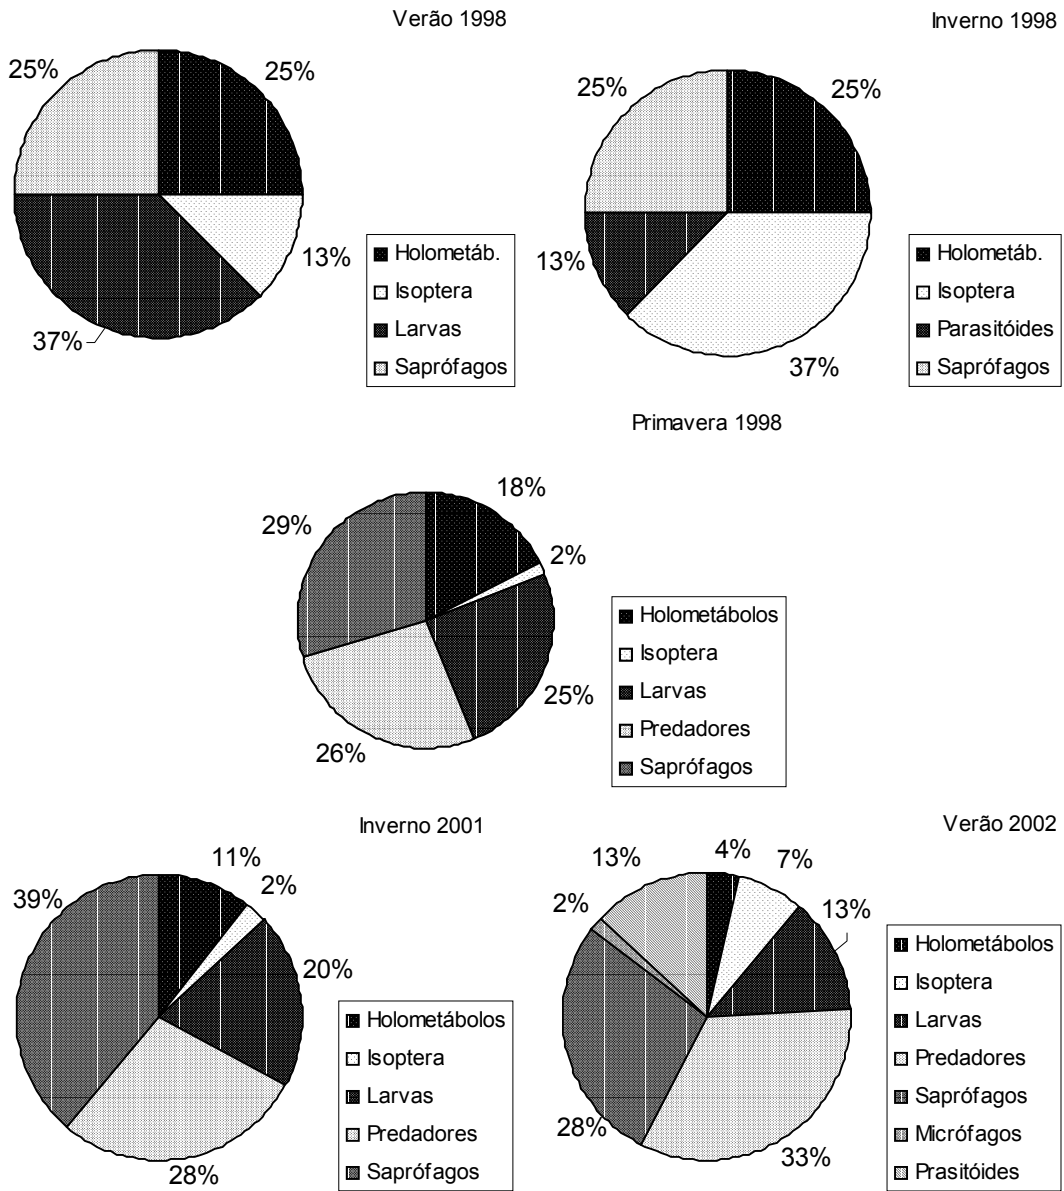 Verão 1998
25%
25%
13%
37%
Holometáb.
Isoptera
Larvas
Saprófagos
Inverno 1998
25%
25%
13%
37%
Holometáb.
Isoptera
Parasitóides
Saprófagos
Primavera 1998
18%
2%
29%
25%
26%
Holometábolos
Isoptera
Larvas
Predadores
Saprófagos
Inverno 2001
11%
2%
39%
20%
28%
Holometábolos
Isoptera
Larvas
Predadores
Saprófagos
Verão 2002
4%
7%
13%
2%
13%
28%
33%
Holometábolos
Isoptera
Larvas
Predadores
Saprófagos
Micrófagos
Prasitóides